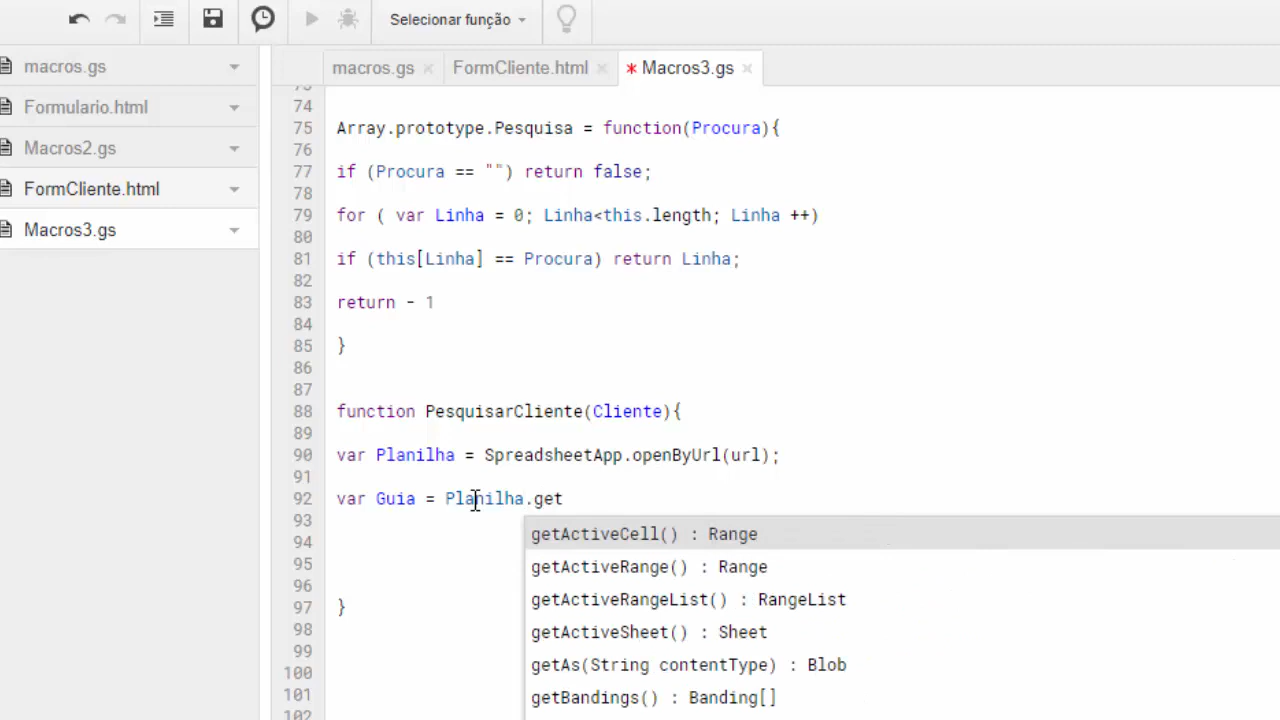 Selecionar função
macros.gs
Formulario.html
Macros2.gs
FormCliente.html
Macros3.gs
macros.gs × FormCliente.html × * Macros3.gs ×
74
75 Array.prototype.Pesquisa = function(Procura){
76
77 if (Procura == "") return false;
78
79 for ( var Linha = 0; Linha<this.length; Linha ++)
80
81 if (this[Linha] == Procura) return Linha;
82
83 return - 1
84
85 }
86
87
88 function PesquisarCliente(Cliente){
89
90 var Planilha = SpreadsheetApp.openByUrl(url);
91
92 var Guia = Planilha.get
93
94
95
96
97 }
98
99
100
101
102
getActiveCell() : Range
getActiveRange() : Range
getActiveRangeList() : RangeList
getActiveSheet() : Sheet
getAs(String contentType) : Blob
getBandings() : Banding[]